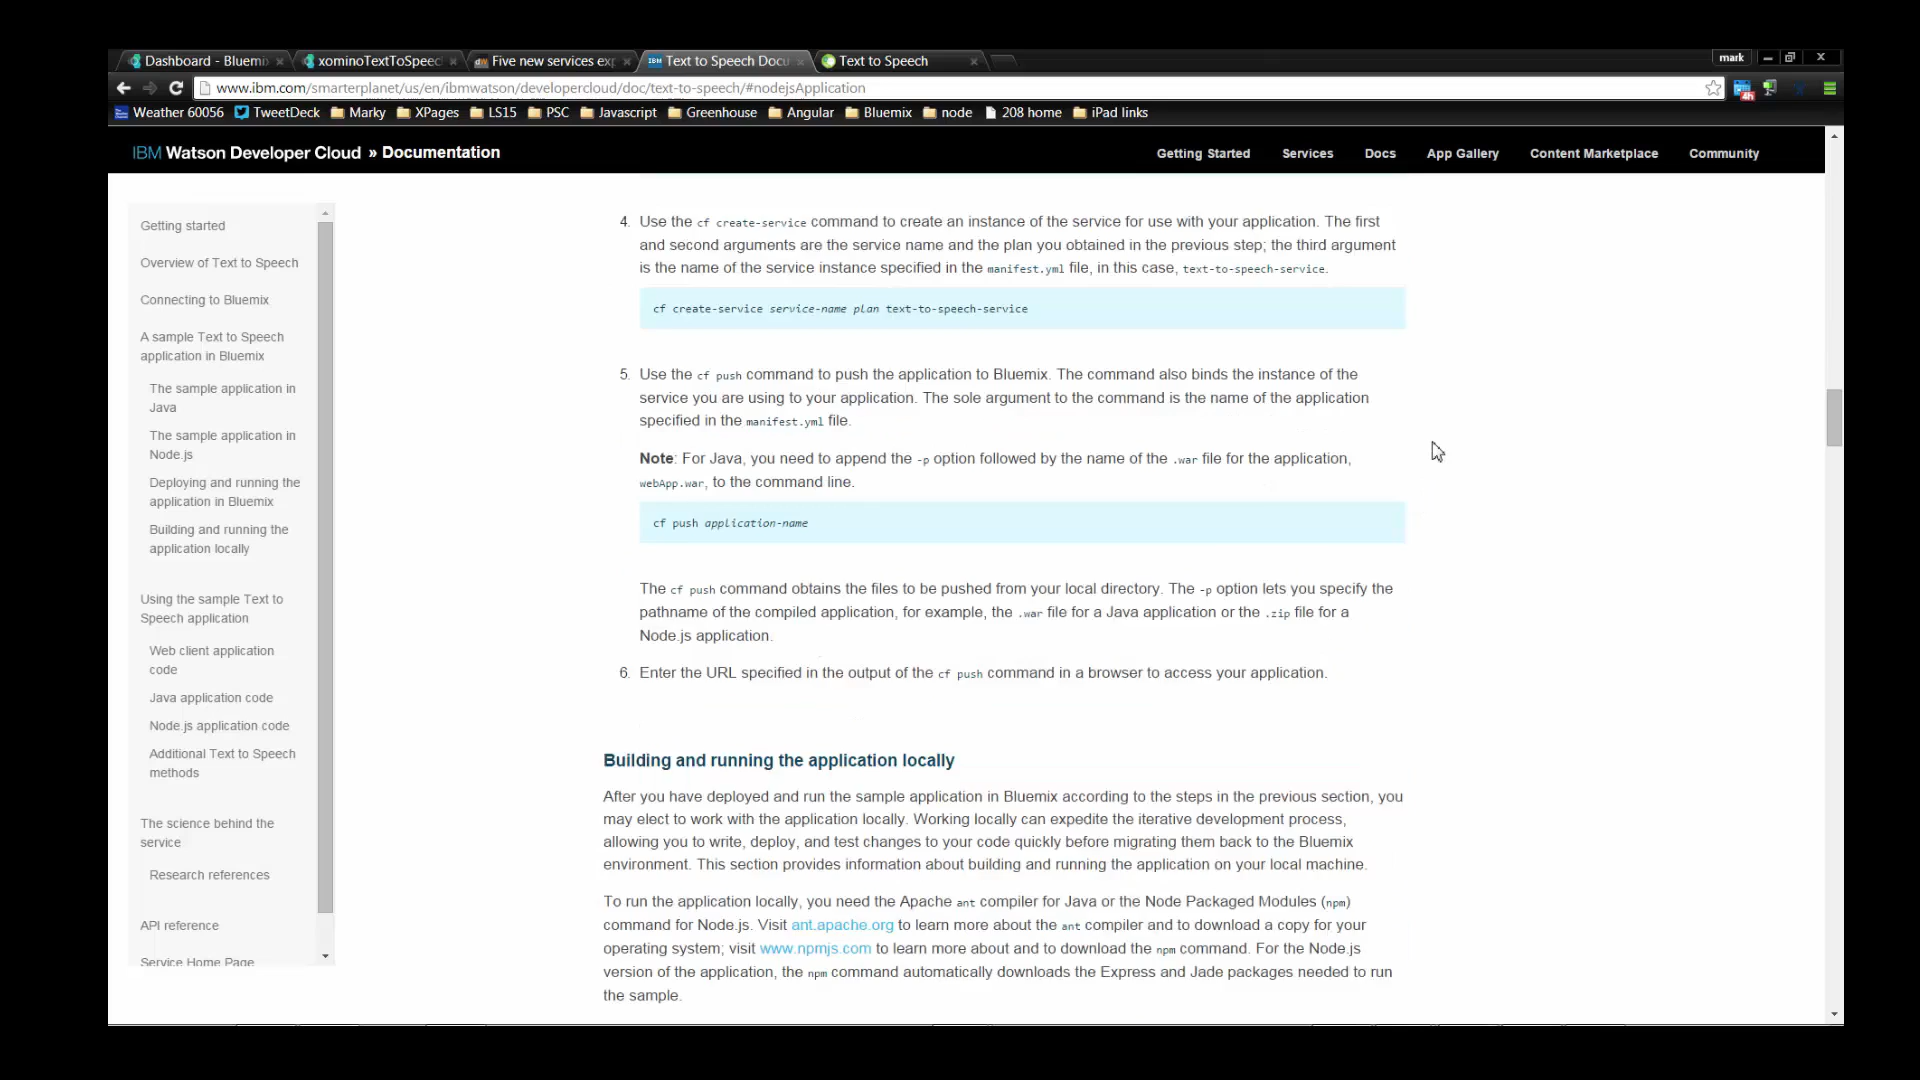 Dashboard - Bluemi
xominoTextToSpeec
Five new services exp
IBM Text to Speech Docu
Text to Speech
mark
www.ibm.com/smarterplanet/us/en/ibmwatson/developercloud/doc/text-to-speech/#nodejsApplication
4h
Weather 60056
TweetDeck
Marky
XPages
LS15
PSC
Javascript
Greenhouse
Angular
Bluemix
node
208 home
iPad links
IBM Watson Developer Cloud » Documentation
Getting Started
Services
Docs
App Gallery
Content Marketplace
Community
Getting started
Overview of Text to Speech
Connecting to Bluemix
A sample Text to Speech
application in Bluemix
The sample application in
Java
The sample application in
Node.js
Deploying and running the
application in Bluemix
Building and running the
application locally
Using the sample Text to
Speech application
Web client application
code
Java application code
Node.js application code
Additional Text to Speech
methods
The science behind the
service
Research references
API reference
Service Home Page
4. Use the cf create-service command to create an instance of the service for use with your application. The first
and second arguments are the service name and the plan you obtained in the previous step; the third argument
is the name of the service instance specified in the manifest.yml file, in this case, text-to-speech-service.
cf create-service service-name plan text-to-speech-service
5. Use the cf push command to push the application to Bluemix. The command also binds the instance of the
service you are using to your application. The sole argument to the command is the name of the application
specified in the manifest.yml file.
Note: For Java, you need to append the -p option followed by the name of the .war file for the application,
webApp.war, to the command line.
cf push application-name
The cf push command obtains the files to be pushed from your local directory. The -p option lets you specify the
pathname of the compiled application, for example, the .war file for a Java application or the .zip file for a
Node.js application.
6. Enter the URL specified in the output of the cf push command in a browser to access your application.
Building and running the application locally
After you have deployed and run the sample application in Bluemix according to the steps in the previous section, you
may elect to work with the application locally. Working locally can expedite the iterative development process,
allowing you to write, deploy, and test changes to your code quickly before migrating them back to the Bluemix
environment. This section provides information about building and running the application on your local machine.
To run the application locally, you need the Apache ant compiler for Java or the Node Packaged Modules (npm)
command for Node.js. Visit ant.apache.org to learn more about the ant compiler and to download a copy for your
operating system; visit www.npmjs.com to learn more about and to download the npm command. For the Node.js
version of the application, the npm command automatically downloads the Express and Jade packages needed to run
the sample.